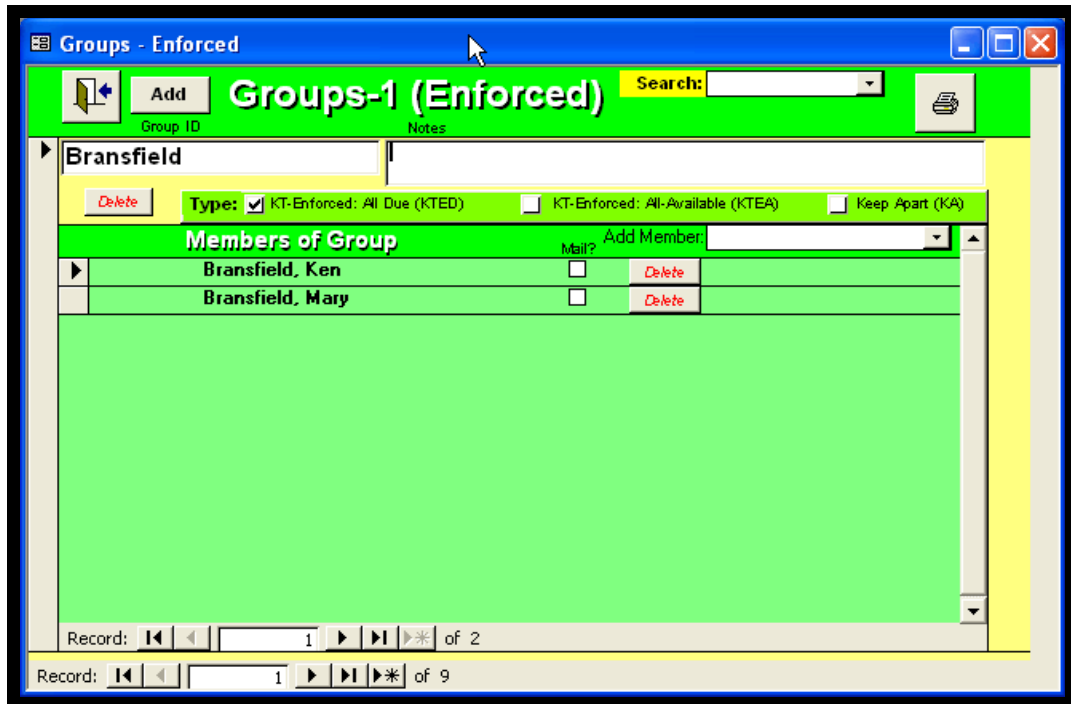 Groups - Enforced
Add Groups-1 (Enforced) Search:
Group ID Notes
Bransfield
Delete Type: KT-Enforced: All Due (KTED) KT-Enforced: All-Available (KTEA) Keep Apart (KA)
Members of Group Mail? Add Member:
Bransfield, Ken Delete
Bransfield, Mary Delete
Record: 1 of 2
Record: 1 of 9